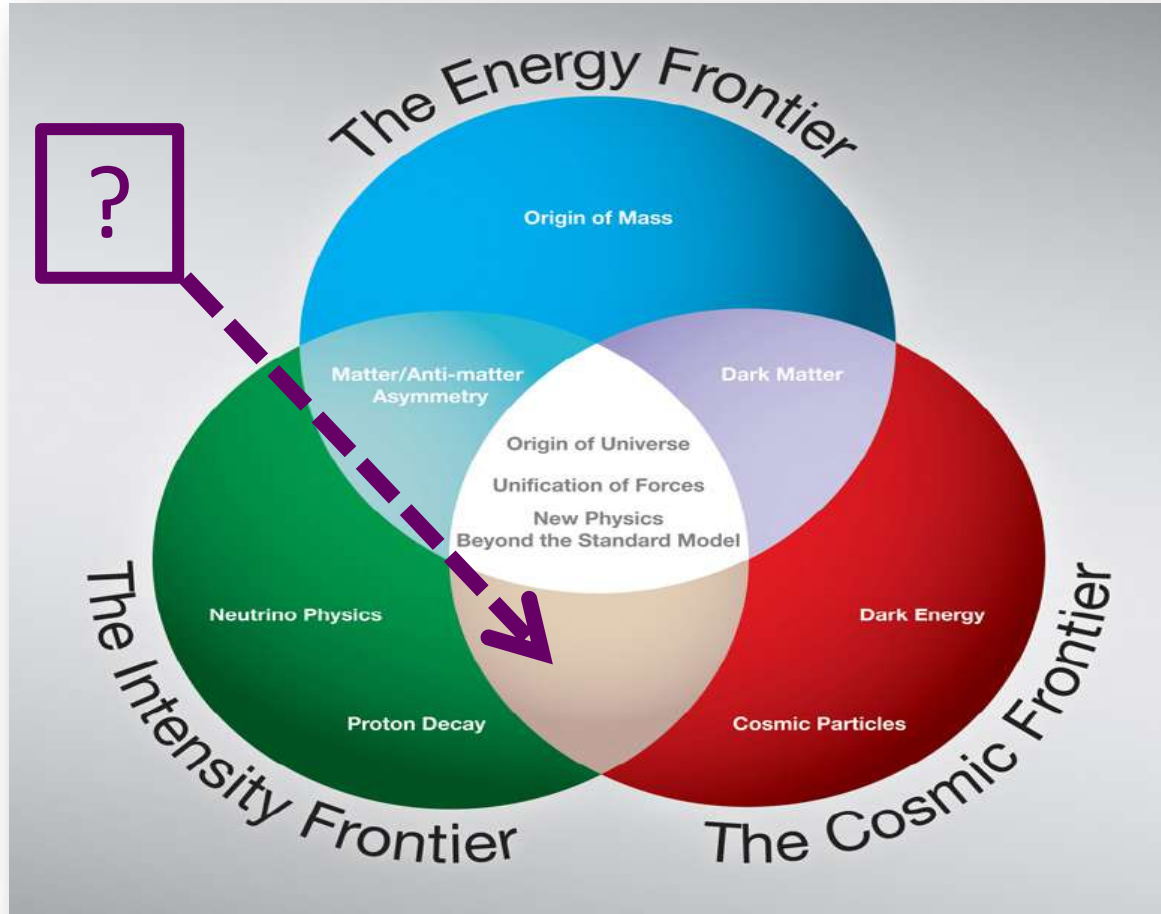 The Energy Frontier
?
Origin of Mass
Matter/Anti-matter
Asymmetry
Dark Matter
Origin of Universe
Unification of Forces
New Physics
Beyond the Standard Model
Neutrino Physics
Dark Energy
Proton Decay
Cosmic Particles
The Intensity Frontier
The Cosmic Frontier